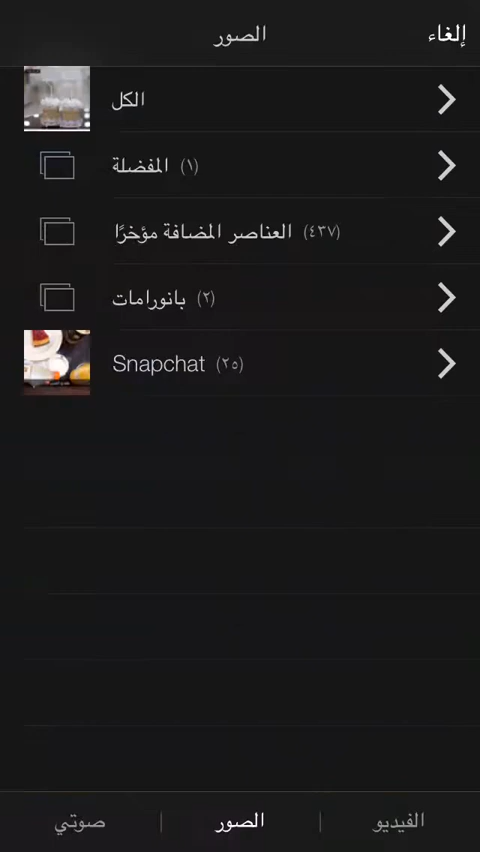 الصور
إلغاء
الكل
المفضلة (١)
العناصر المضافة مؤخرًا (٤٣٧)
بانورامات (٢)
Snapchat (٢٥)
الفيديو
الصور
صوتي